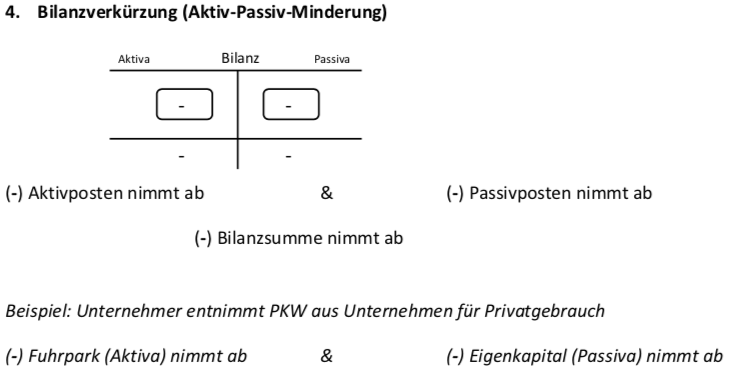 4. Bilanzverkürzung (Aktiv-Passiv-Minderung)
Aktiva Bilanz Passiva
- -
- -
(-) Aktivposten nimmt ab & (-) Passivposten nimmt ab
(-) Bilanzsumme nimmt ab
Beispiel: Unternehmer entnimmt PKW aus Unternehmen für Privatgebrauch
(-) Fuhrpark (Aktiva) nimmt ab & (-) Eigenkapital (Passiva) nimmt ab